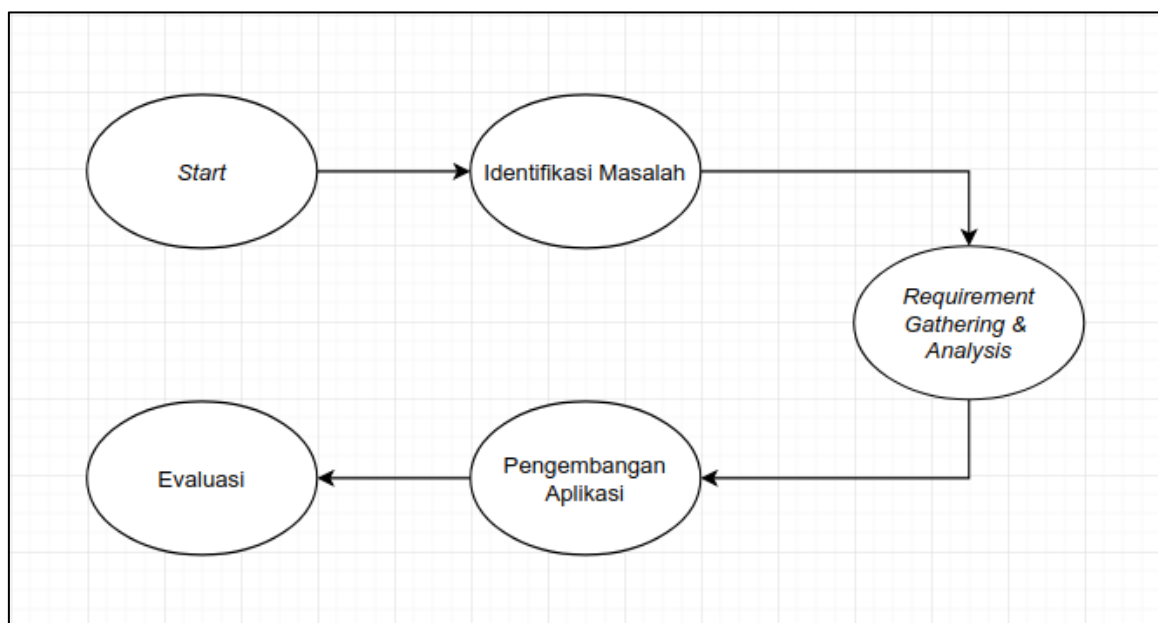 Start
Identifikasi Masalah
Requirement
Gathering &
Analysis
Pengembangan
Aplikasi
Evaluasi